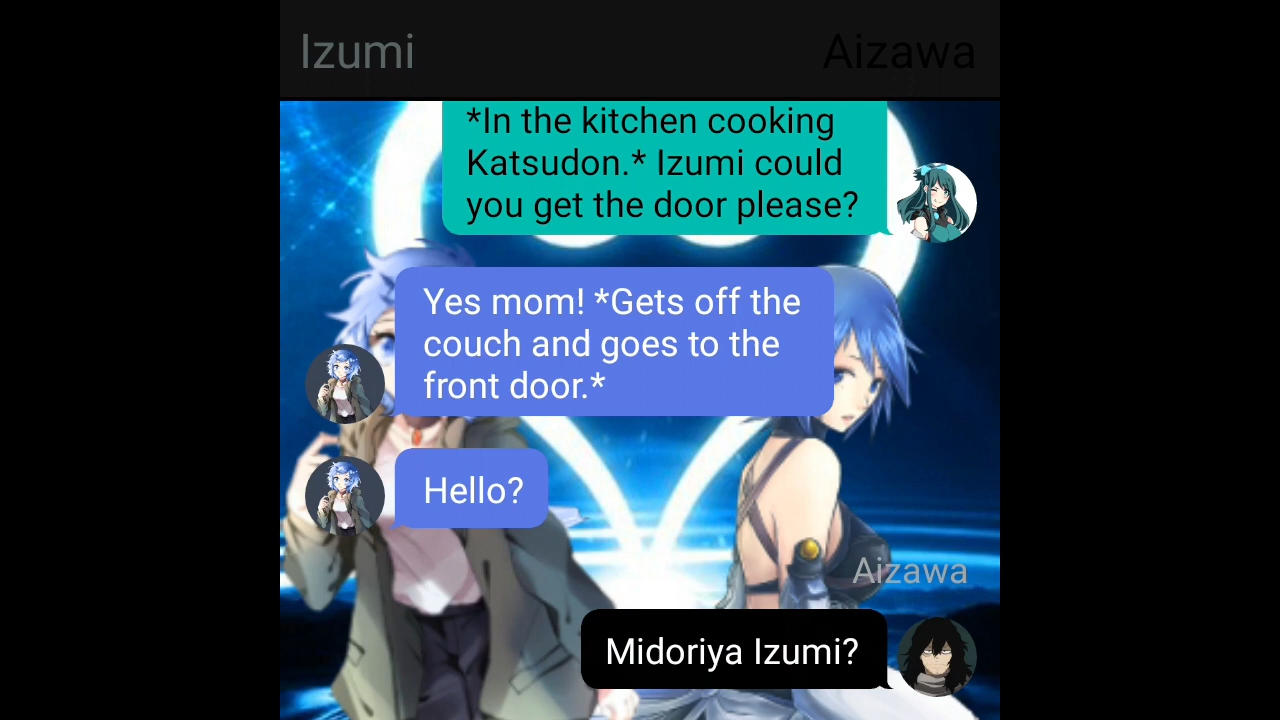 Izumi
Aizawa
*In the kitchen cooking
Katsudon.* Izumi could
you get the door please?
Yes mom! *Gets off the
couch and goes to the
front door.*
Hello?
Aizawa
Midoriya Izumi?